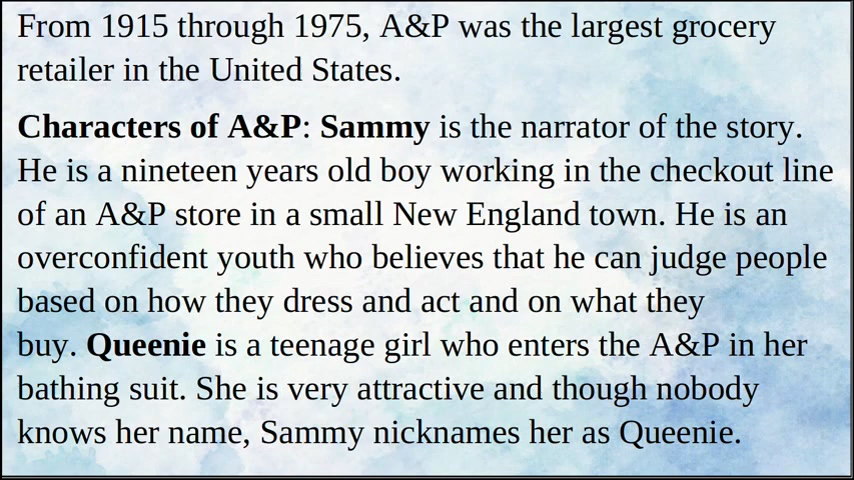 From 1915 through 1975, A&P was the largest grocery
retailer in the United States.
Characters of A&P: Sammy is the narrator of the story.
He is a nineteen years old boy working in the checkout line
of an A&P store in a small New England town. He is an
overconfident youth who believes that he can judge people
based on how they dress and act and on what they
buy. Queenie is a teenage girl who enters the A&P in her
bathing suit. She is very attractive and though nobody
knows her name, Sammy nicknames her as Queenie.